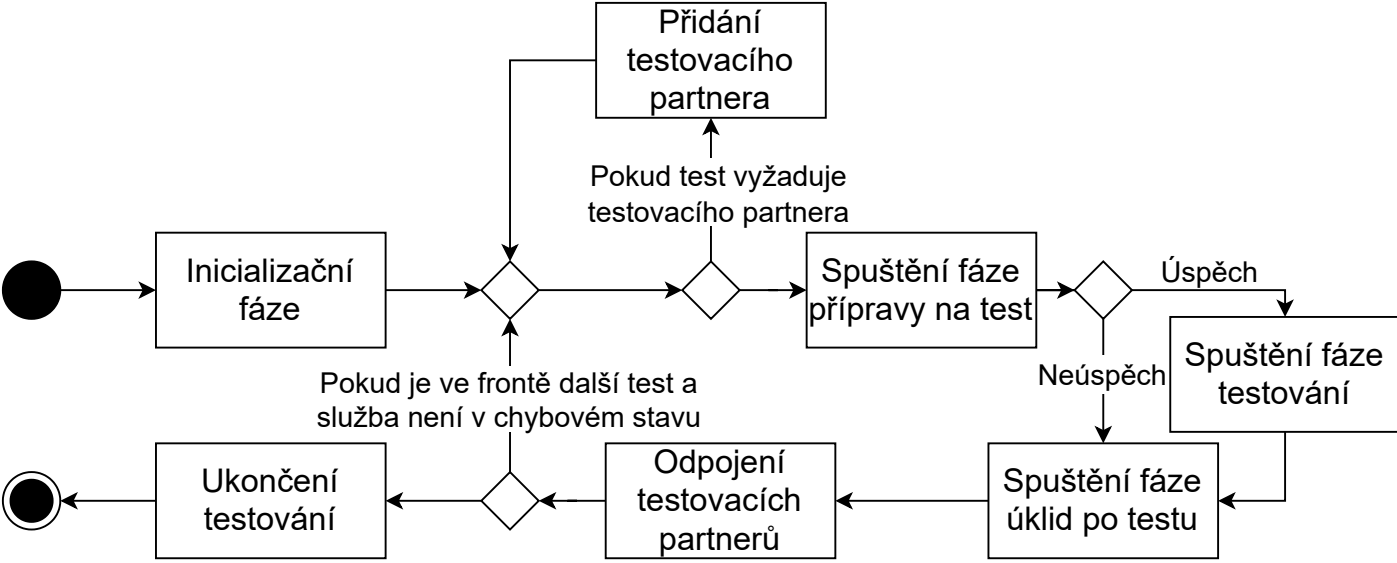 Přidání
testovacího
partnera
Pokud test vyžaduje
testovacího partnera
Inicializační
fáze
Spuštění fáze
přípravy na test
Úspěch
Neúspěch
Spuštění fáze
testování
Pokud je ve frontě další test a
služba není v chybovém stavu
Ukončení
testování
Odpojení
testovacích
partnerů
Spuštění fáze
úklid po testu